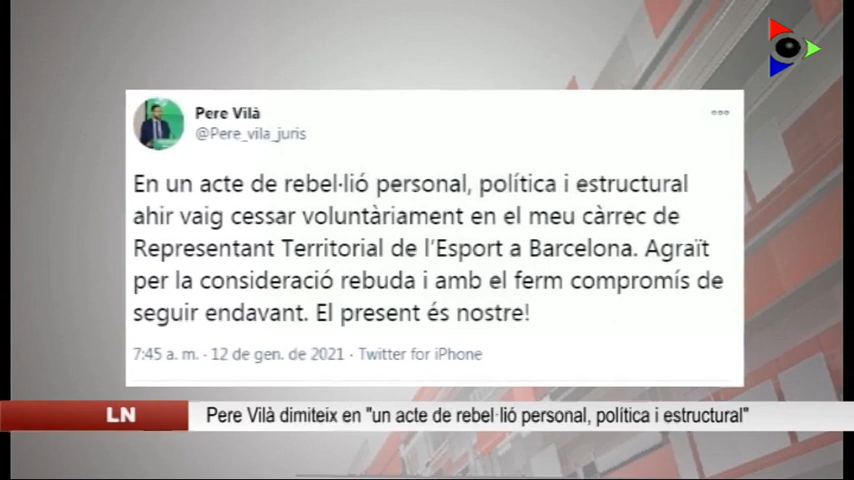 Pere Vilà
@Pere_vila_juris
En un acte de rebel·lió personal, política i estructural
ahir vaig cessar voluntàriament en el meu càrrec de
Representant Territorial de l'Esport a Barcelona. Agraït
per la consideració rebuda i amb el ferm compromís de
seguir endavant. El present és nostre!
7:45 a. m. · 12 de gen. de 2021 · Twitter for iPhone
LN
Pere Vilà dimiteix en "un acte de rebel·lió personal, política i estructural"